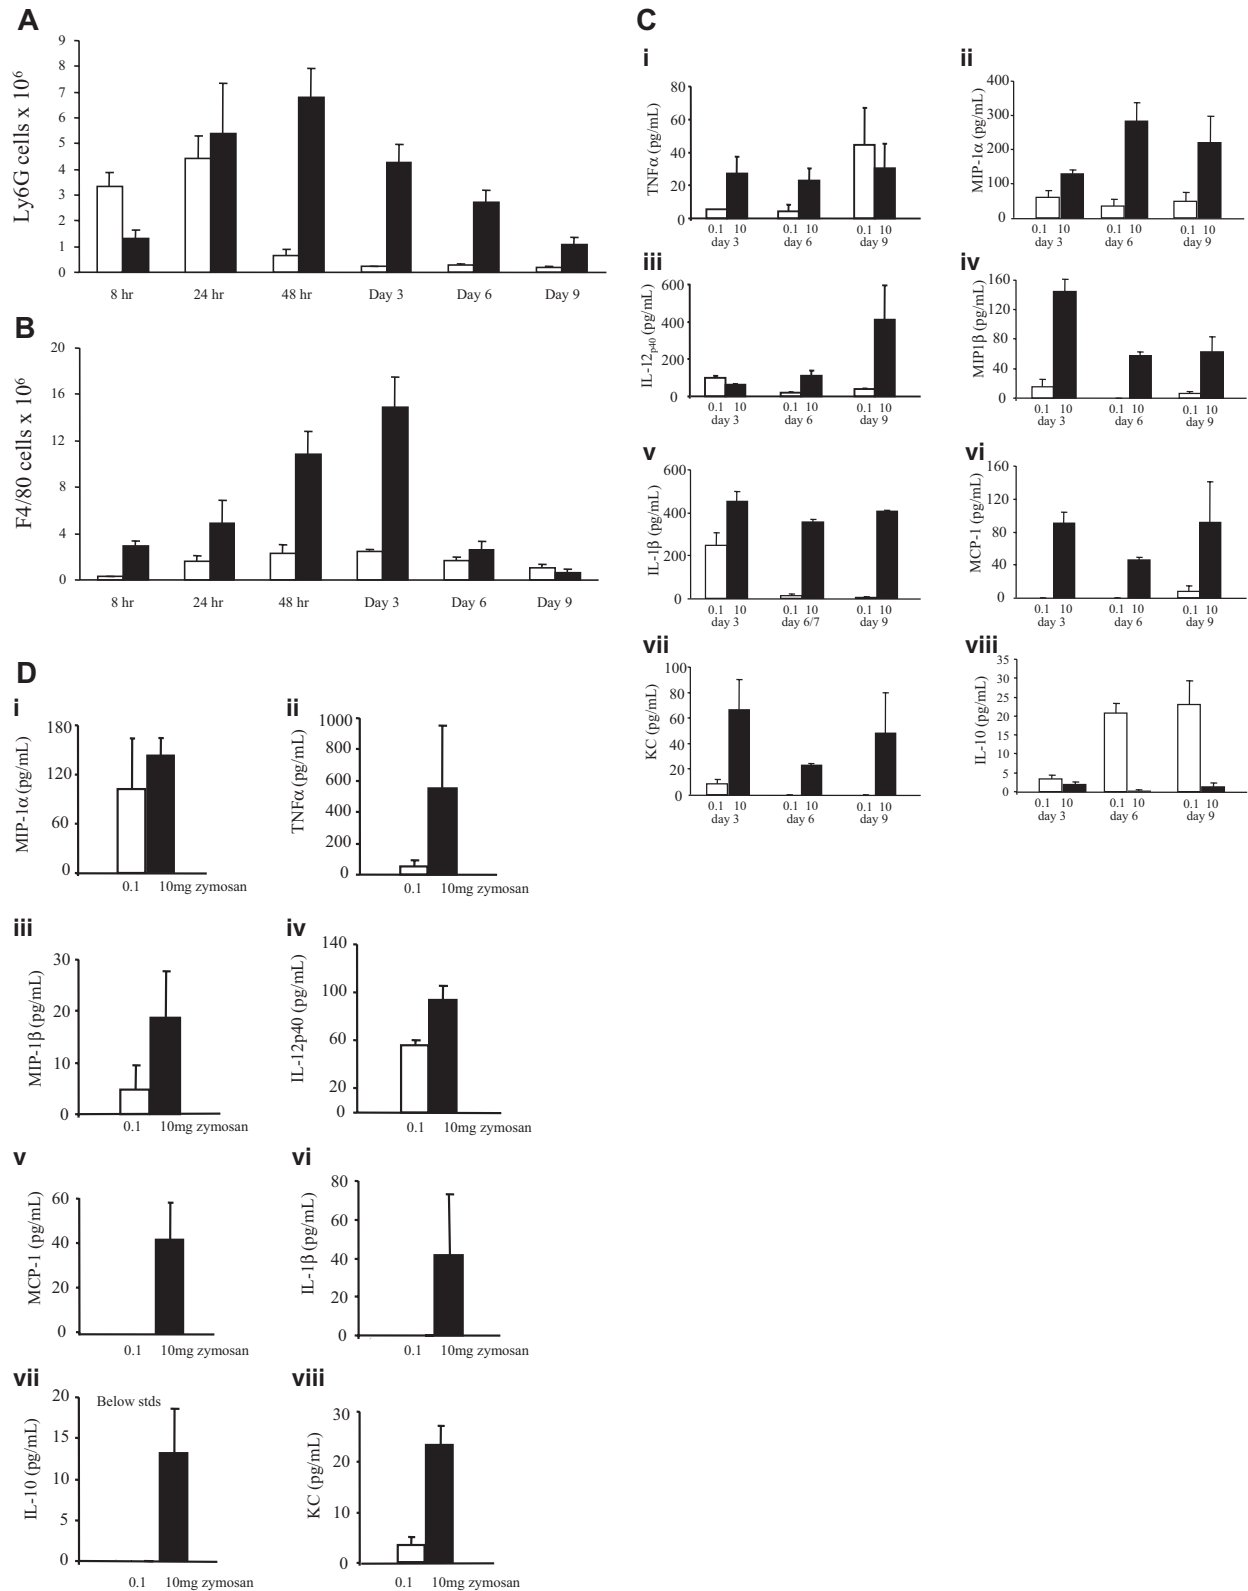 A
Ly6G cells x 10⁶
9
8
7
6
5
4
3
2
1
0
8 hr 24 hr 48 hr Day 3 Day 6 Day 9
B
F4/80 cells x 10⁶
20
16
12
8
4
0
8 hr 24 hr 48 hr Day 3 Day 6 Day 9
C
i
TNFα (pg/mL)
80
60
40
20
0
0.1 10 0.1 10 0.1 10
day 3 day 6 day 9
ii
MIP-1α (pg/mL)
400
300
200
100
0
0.1 10 0.1 10 0.1 10
day 3 day 6 day 9
iii
IL-12p40 (pg/mL)
600
400
200
0
0.1 10 0.1 10 0.1 10
day 3 day 6 day 9
iv
MIP1β (pg/mL)
160
120
80
40
0
0.1 10 0.1 10 0.1 10
day 3 day 6 day 9
v
IL-1β (pg/mL)
600
400
200
0
0.1 10 0.1 10 0.1 10
day 3 day 6/7 day 9
vi
MCP-1 (pg/mL)
160
120
80
40
0
0.1 10 0.1 10 0.1 10
day 3 day 6 day 9
vii
KC (pg/mL)
100
80
60
40
20
0
0.1 10 0.1 10 0.1 10
day 3 day 6 day 9
viii
IL-10 (pg/mL)
35
30
25
20
15
10
5
0
0.1 10 0.1 10 0.1 10
day 3 day 6 day 9
D
i
MIP-1α (pg/mL)
180
120
60
0
0.1 10mg zymosan
ii
TNFα (pg/mL)
1000
800
600
400
200
0
0.1 10mg zymosan
iii
MIP-1β (pg/mL)
30
20
10
0
0.1 10mg zymosan
iv
IL-12p40 (pg/mL)
140
100
60
20
0
0.1 10mg zymosan
v
MCP-1 (pg/mL)
60
40
20
0
0.1 10mg zymosan
vi
IL-1β (pg/mL)
80
60
40
20
0
0.1 10mg zymosan
vii
IL-10 (pg/mL)
Below stds
20
15
10
5
0
0.1 10mg zymosan
viii
KC (pg/mL)
30
20
10
0
0.1 10mg zymosan